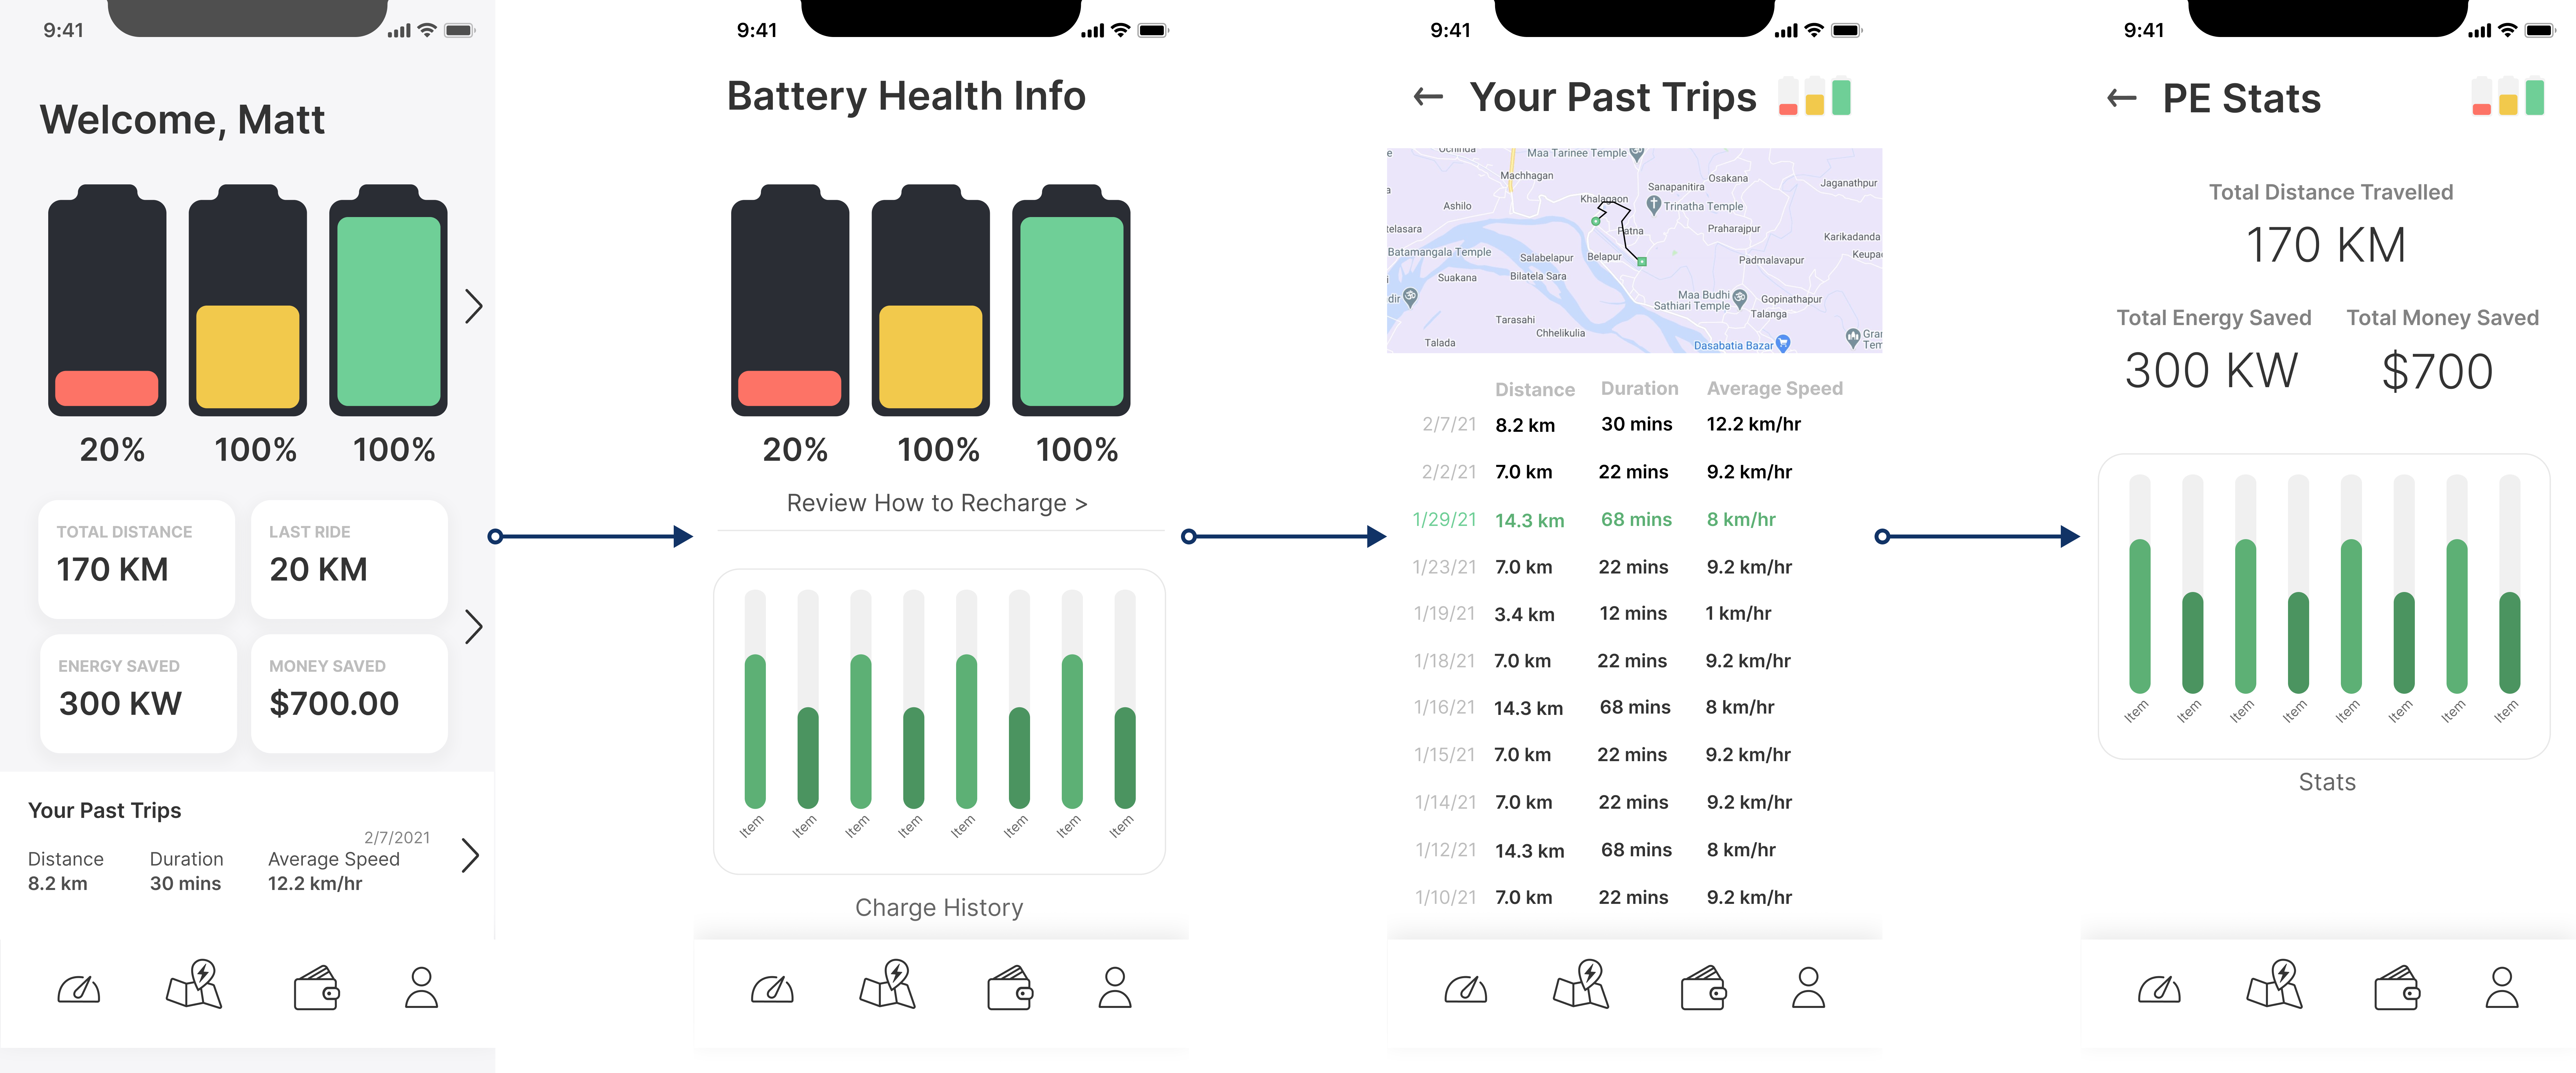 9:41
Welcome, Matt
20% 100% 100%
TOTAL DISTANCE
170 KM
LAST RIDE
20 KM
ENERGY SAVED
300 KW
MONEY SAVED
$700.00
Your Past Trips
2/7/2021
Distance Duration Average Speed
8.2 km 30 mins 12.2 km/hr
9:41
Battery Health Info
20% 100% 100%
Review How to Recharge >
Item Item Item Item Item Item Item Item
Charge History
9:41
Your Past Trips
Ochinda
Maa Tarinee Temple
Machhagan
Osakana
Sanapanitira
Jaganathpur
Khalagaon
Ashilo
Trinatha Temple
telasara
Patna
Praharajpur
Karikadanda
Batamangala Temple
Salabelapur
Belapur
Padmalavapur
Keupa
Suakana
Bilatela Sara
dir
Maa Budhi
Sathiari Temple
Gopinathapur
Talanga
Tarasahi
Chhelikulia
Talada
Dasabatia Bazar
Gra
Tem
Distance Duration Average Speed
2/7/21 8.2 km 30 mins 12.2 km/hr
2/2/21 7.0 km 22 mins 9.2 km/hr
1/29/21 14.3 km 68 mins 8 km/hr
1/23/21 7.0 km 22 mins 9.2 km/hr
1/19/21 3.4 km 12 mins 1 km/hr
1/18/21 7.0 km 22 mins 9.2 km/hr
1/16/21 14.3 km 68 mins 8 km/hr
1/15/21 7.0 km 22 mins 9.2 km/hr
1/14/21 7.0 km 22 mins 9.2 km/hr
1/12/21 14.3 km 68 mins 8 km/hr
1/10/21 7.0 km 22 mins 9.2 km/hr
9:41
PE Stats
Total Distance Travelled
170 KM
Total Energy Saved
300 KW
Total Money Saved
$700
Item Item Item Item Item Item Item Item
Stats